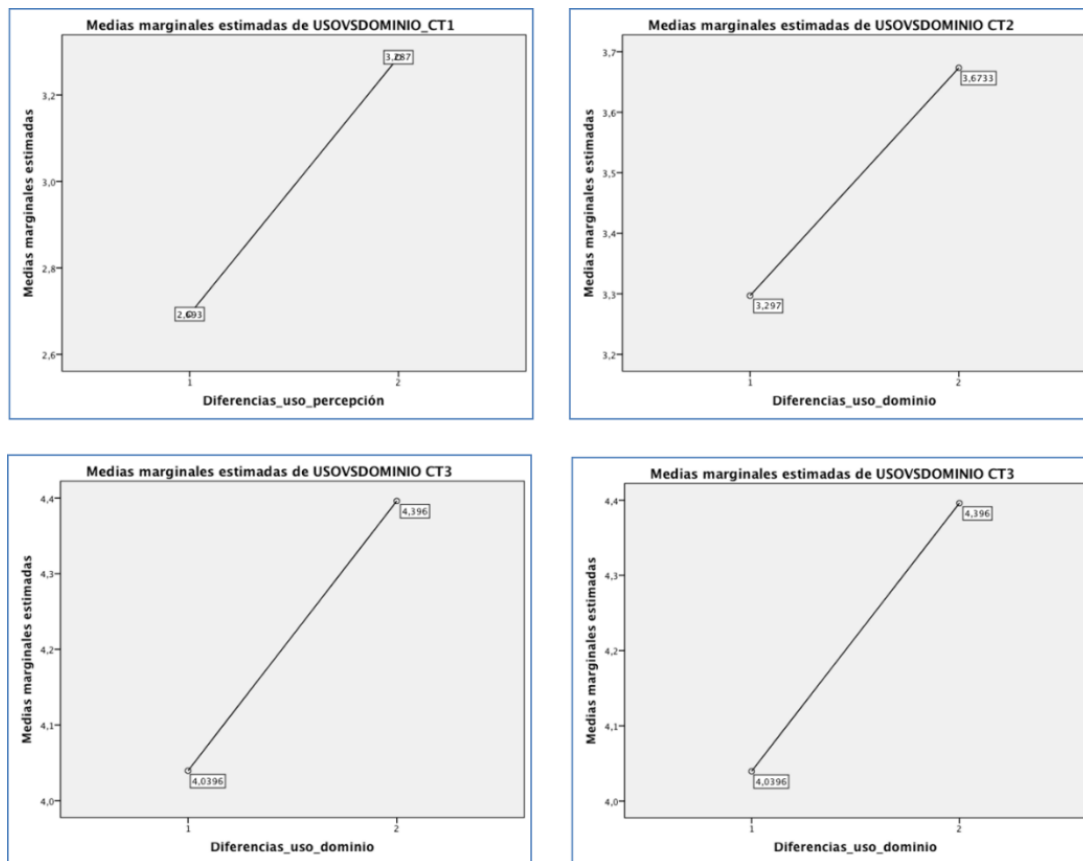 Medias marginales estimadas de USOVSDOMINIO_CT1
Medias marginales estimadas
3,2
3,0
2,8
2,6
2,693
1
2
Diferencias_uso_percepción
Medias marginales estimadas de USOVSDOMINIO CT2
Medias marginales estimadas
3,7
3,6
3,5
3,4
3,3
3,2
3,6733
3,297
1
2
Diferencias_uso_dominio
Medias marginales estimadas de USOVSDOMINIO CT3
Medias marginales estimadas
4,4
4,3
4,2
4,1
4,0
4,396
4,0396
1
2
Diferencias_uso_dominio
Medias marginales estimadas de USOVSDOMINIO CT3
Medias marginales estimadas
4,4
4,3
4,2
4,1
4,0
4,396
4,0396
1
2
Diferencias_uso_dominio